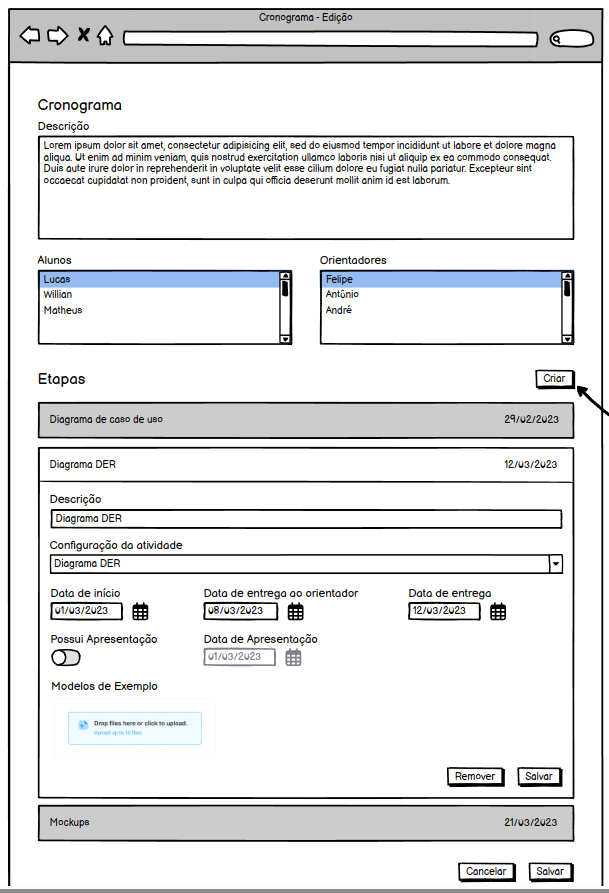 Cronograma - Edição
Cronograma
Descrição
Lorem ipsum dolor sit amet, consectetur adipisicing elit, sed do eiusmod tempor incididunt ut labore et dolore magna
aliqua. Ut enim ad minim veniam, quis nostrud exercitation ullamco laboris nisi ut aliquip ex ea commodo consequat.
Duis aute irure dolor in reprehenderit in voluptate velit esse cillum dolore eu fugiat nulla pariatur. Excepteur sint
occaecat cupidatat non proident, sunt in culpa qui officia deserunt mollit anim id est laborum.
Alunos
Orientadores
Lucas
Felipe
Willian
Antônio
Matheus
André
Etapas
Criar
Diagrama de caso de uso
29/02/2023
Diagrama DER
12/03/2023
Descrição
Diagrama DER
Configuração da atividade
Diagrama DER
Data de início
Data de entrega ao orientador
Data de entrega
01/03/2023
08/03/2023
12/03/2023
Possui Apresentação
Data de Apresentação
01/03/2023
Modelos de Exemplo
Drop files here or click to upload.
Upload up to 10 files
Remover
Salvar
Mockups
21/03/2023
Cancelar
Salvar